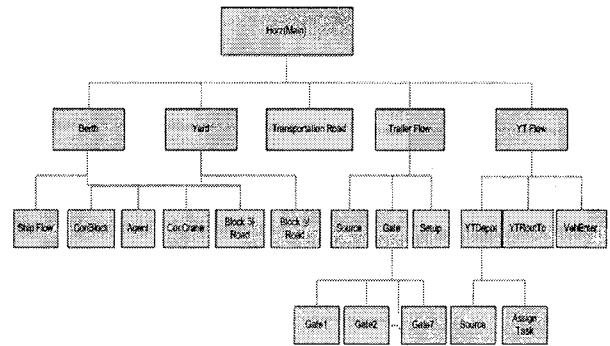 Horz(Main)
Berth
Yard
Transportation Road
Trailer Flow
YT Flow
Ship Flow
ConBlock
Agent
ConCrane
Block
Road
Block
Road
Source
Gate
Setup
YTDepot
YTRoutTo
VehEnter
Gate1
Gate2
...
Gate7
Source
Assign
Task